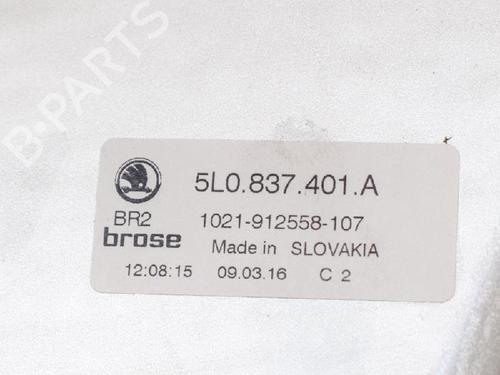 B-PARTS
5L0.837.401.A
BR2 1021-912558-107
brose Made in SLOVAKIA
12:08:15 09.03.16 C 2